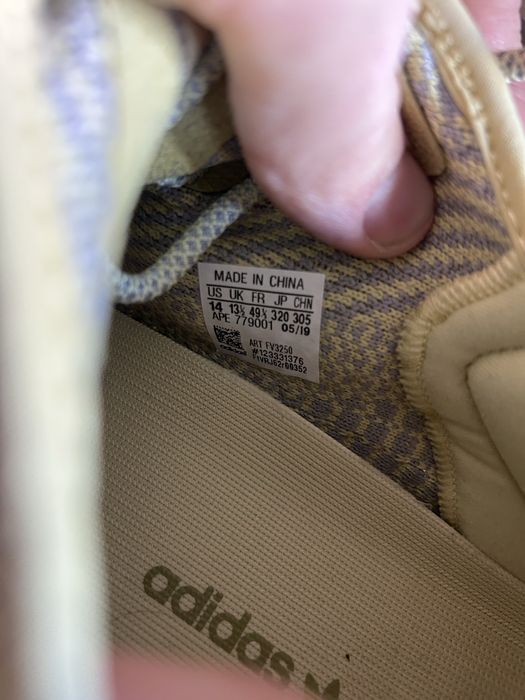 MADE IN CHINA
US UK FR JP CHN
14 13½ 49⅓ 320 305
APE 779001 05/19
ART FV3250
#123331376
F1VRJ62r00352
adidas